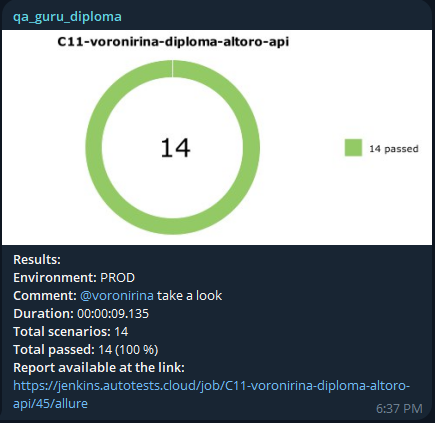 qa_guru_diploma
C11-voronirina-diploma-altoro-api
14
14 passed
Results:
Environment: PROD
Comment: @voronirina take a look
Duration: 00:00:09.135
Total scenarios: 14
Total passed: 14 (100 %)
Report available at the link:
https://jenkins.autotests.cloud/job/C11-voronirina-diploma-altoro-
api/45/allure
6:37 PM